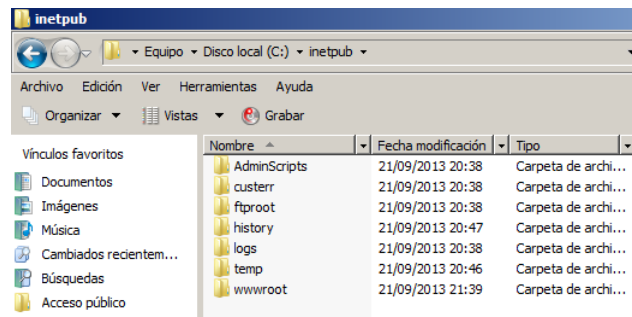 inetpub
Equipo Disco local (C:) inetpub
Archivo Edición Ver Herramientas Ayuda
Organizar Vistas Grabar
Vínculos favoritos
Documentos
Imágenes
Música
Cambiados recientem...
Búsquedas
Acceso público
Nombre Fecha modificación Tipo
AdminScripts 21/09/2013 20:38 Carpeta de archi...
custerr 21/09/2013 20:38 Carpeta de archi...
ftproot 21/09/2013 20:38 Carpeta de archi...
history 21/09/2013 20:47 Carpeta de archi...
logs 21/09/2013 20:38 Carpeta de archi...
temp 21/09/2013 20:46 Carpeta de archi...
wwwroot 21/09/2013 21:39 Carpeta de archi...